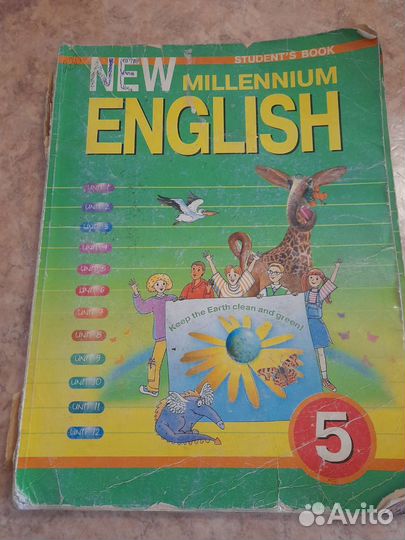 STUDENT'S BOOK
NEW MILLENNIUM
ENGLISH
UNIT 1
UNIT 2
UNIT 3
UNIT 4
UNIT 5
UNIT 6
UNIT 7
UNIT 8
UNIT 9
UNIT 10
UNIT 11
UNIT 12
Keep the Earth clean and green!
5
Avito